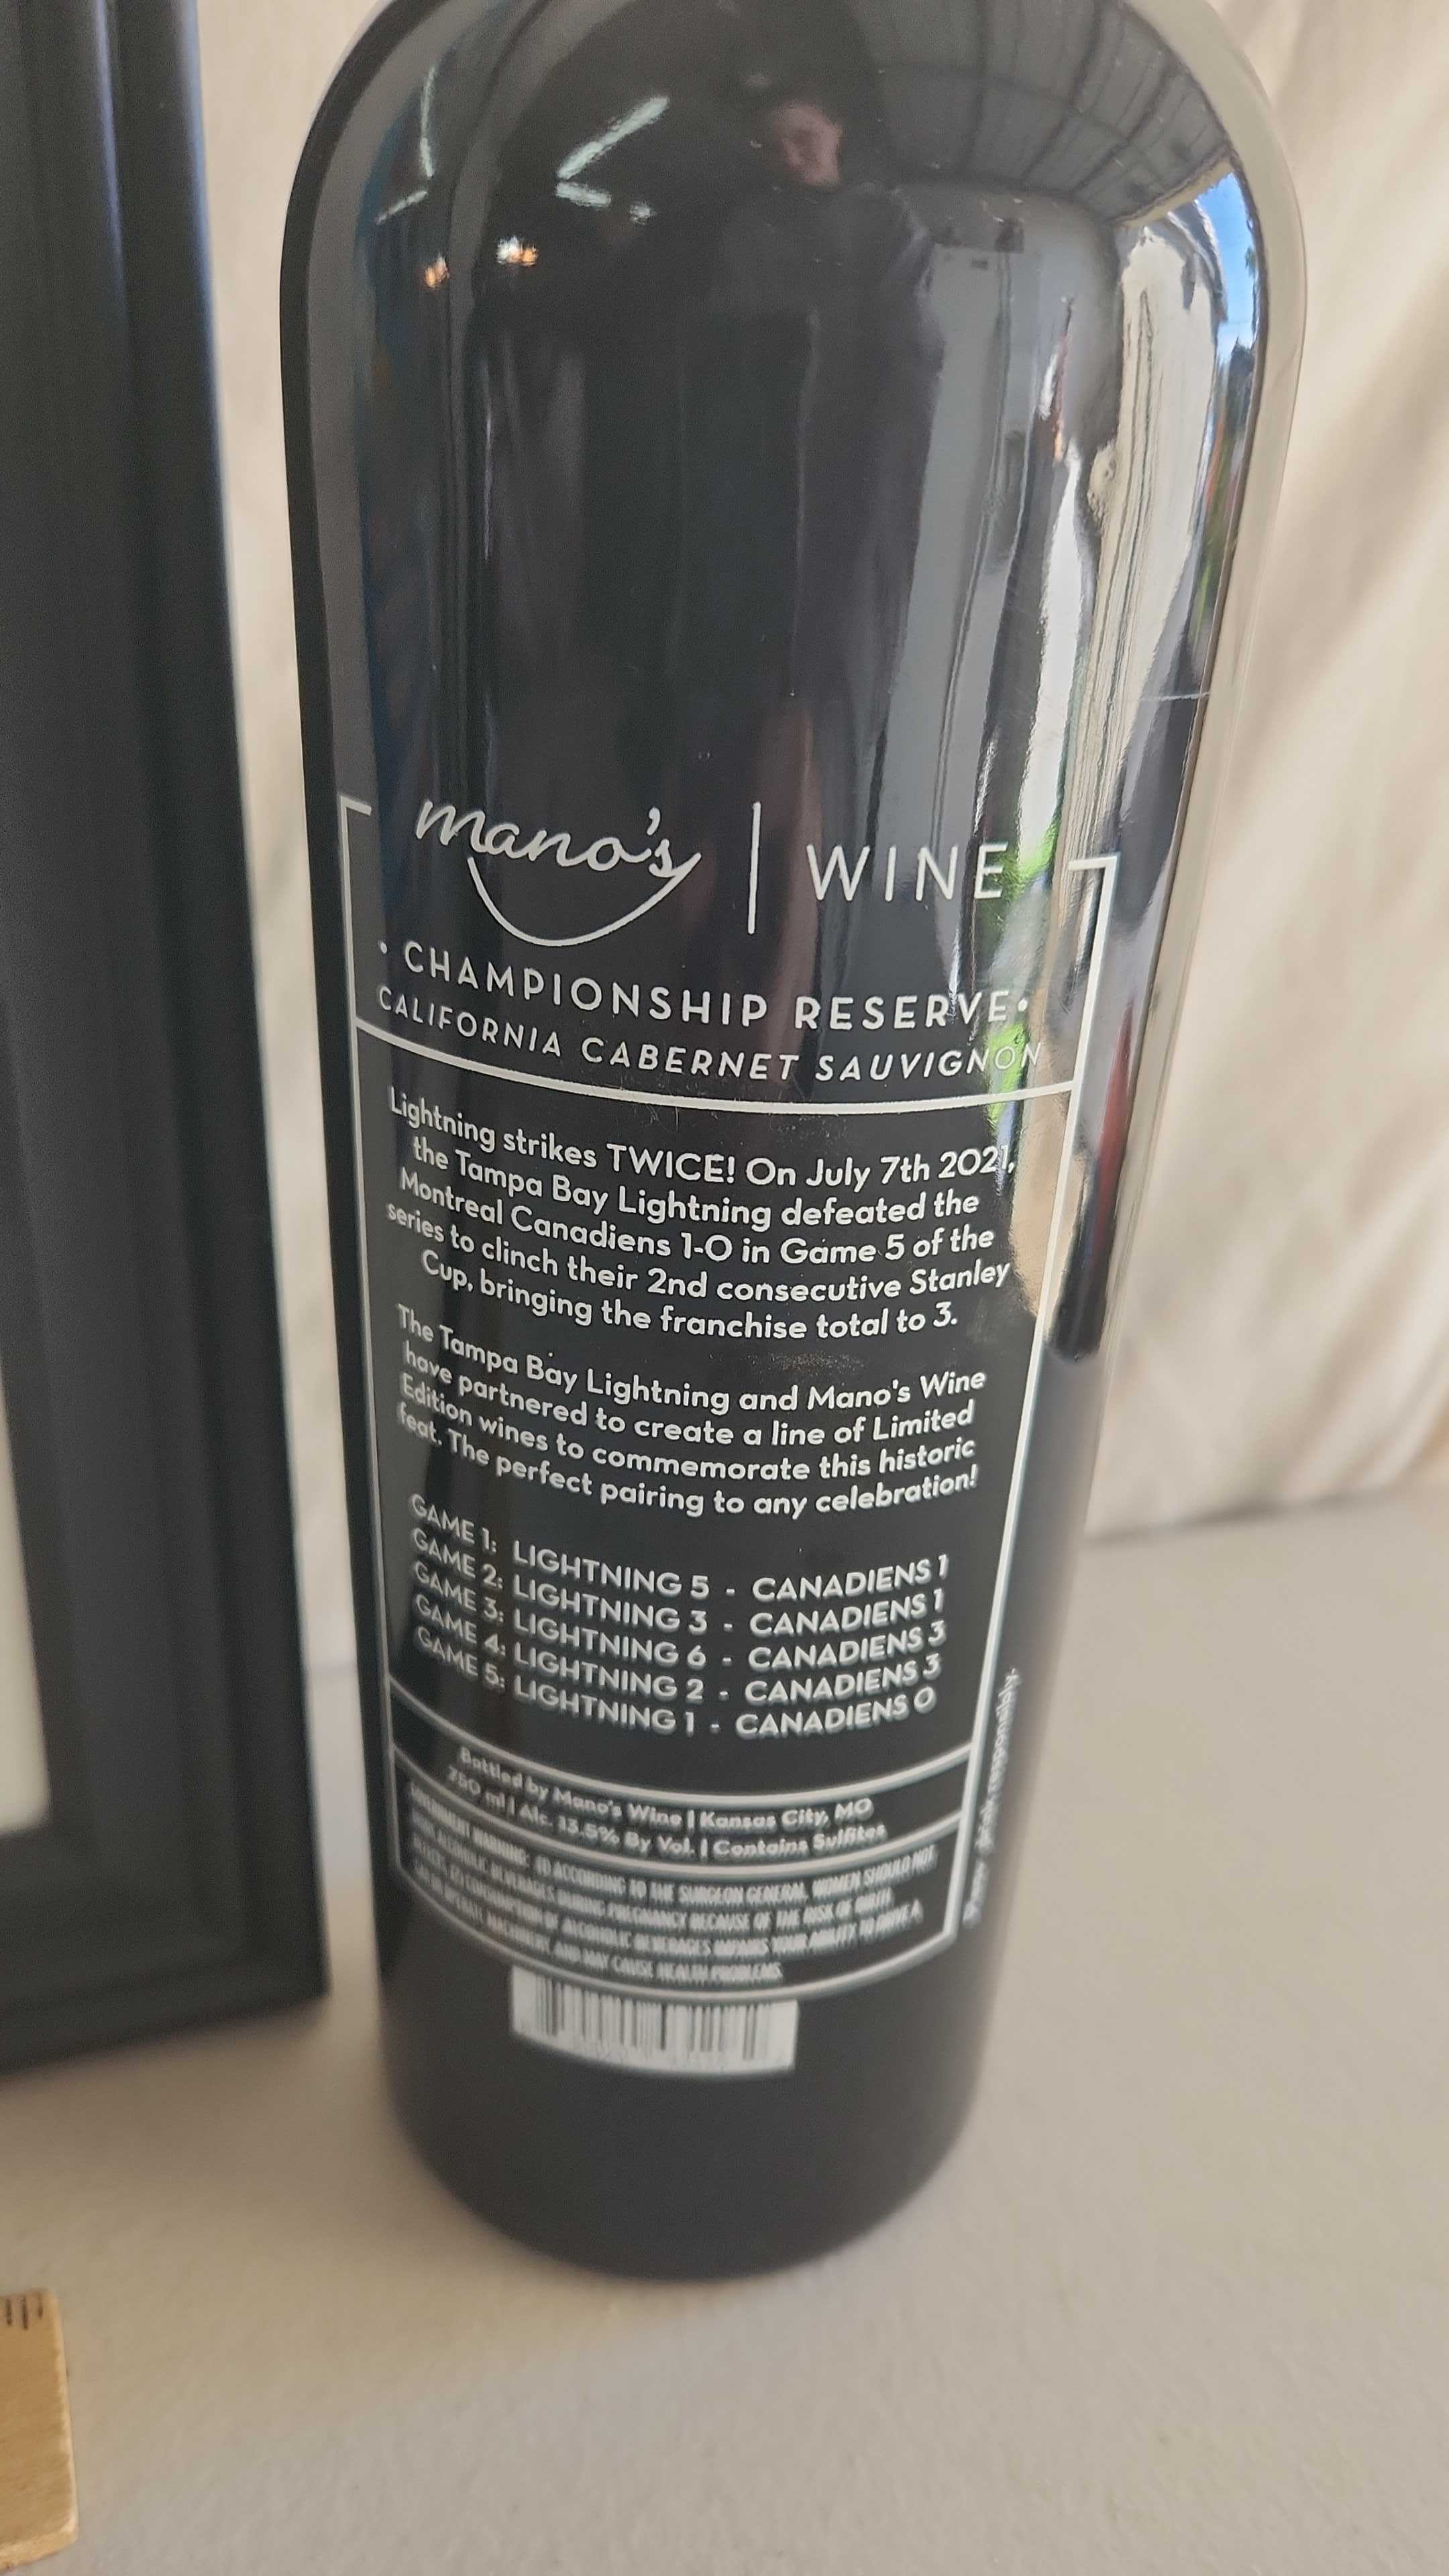 mano's | WINE
• CHAMPIONSHIP RESERVE •
CALIFORNIA CABERNET SAUVIGNON
Lightning strikes TWICE! On July 7th 2021,
the Tampa Bay Lightning defeated the
Montreal Canadiens 1-0 in Game 5 of the
series to clinch their 2nd consecutive Stanley
Cup, bringing the franchise total to 3.
The Tampa Bay Lightning and Mano's Wine
have partnered to create a line of Limited
Edition wines to commemorate this historic
feat. The perfect pairing to any celebration!
GAME 1: LIGHTNING 5 - CANADIENS 1
GAME 2: LIGHTNING 3 - CANADIENS 1
GAME 3: LIGHTNING 6 - CANADIENS 3
GAME 4: LIGHTNING 2 - CANADIENS 3
GAME 5: LIGHTNING 1 - CANADIENS 0
Bottled by Mano's Wine | Kansas City, MO
750 ml | Alc. 13.5% By Vol. | Contains Sulfites
GOVERNMENT WARNING: (1) ACCORDING TO THE SURGEON GENERAL, WOMEN SHOULD NOT
DRINK ALCOHOLIC BEVERAGES DURING PREGNANCY BECAUSE OF THE RISK OF BIRTH
DEFECTS. (2) CONSUMPTION OF ALCOHOLIC BEVERAGES IMPAIRS YOUR ABILITY TO DRIVE A
CAR OR OPERATE MACHINERY, AND MAY CAUSE HEALTH PROBLEMS.
Please drink responsibly.